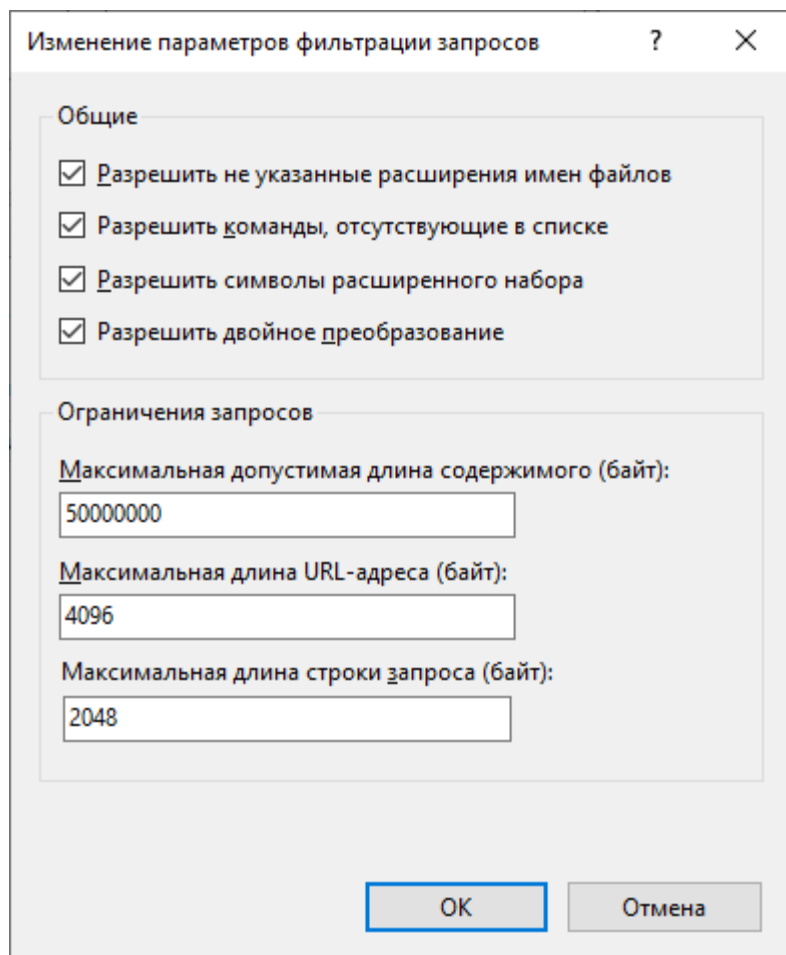 Изменение параметров фильтрации запросов ?
Общие
Разрешить не указанные расширения имен файлов
Разрешить команды, отсутствующие в списке
Разрешить символы расширенного набора
Разрешить двойное преобразование
Ограничения запросов
Максимальная допустимая длина содержимого (байт):
50000000
Максимальная длина URL-адреса (байт):
4096
Максимальная длина строки запроса (байт):
2048
ОК Отмена